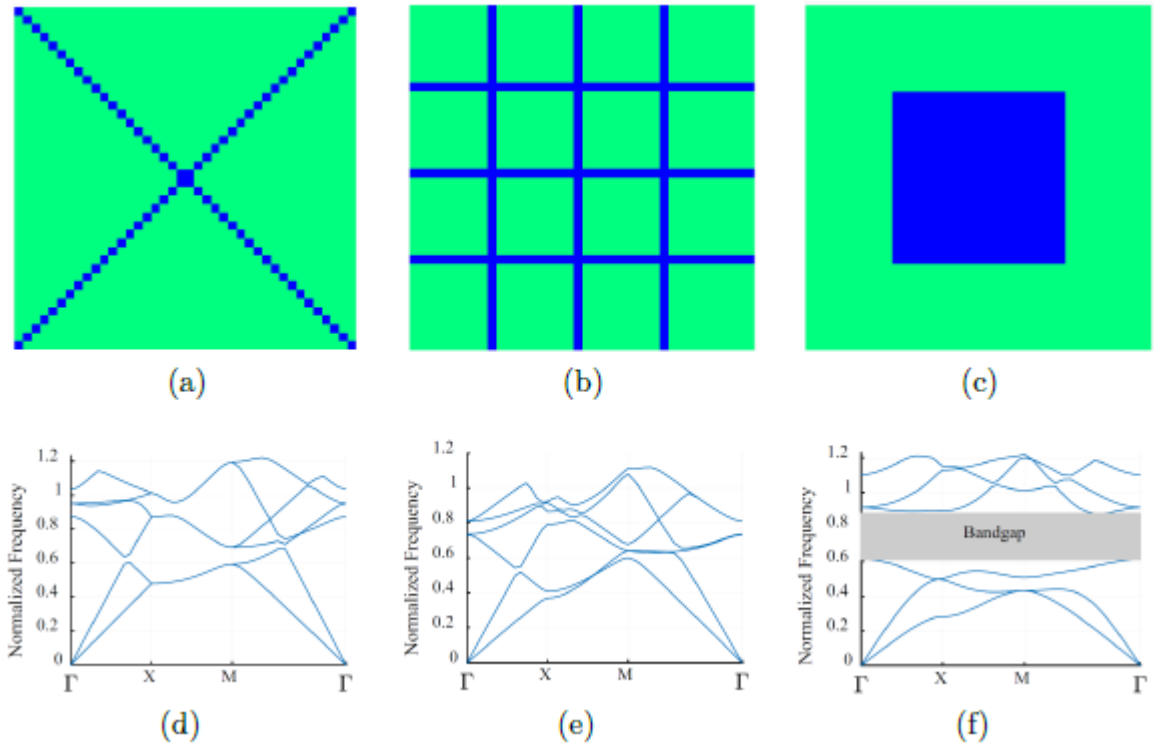 (a)
(b)
(c)
Normalized Frequency
1.2
1
0.8
0.6
0.4
0.2
0
Γ
X
M
Γ
(d)
Normalized Frequency
1.2
1
0.8
0.6
0.4
0.2
0
Γ
X
M
Γ
(e)
Normalized Frequency
1.2
1
0.8
0.6
0.4
0.2
0
Bandgap
Γ
X
M
Γ
(f)